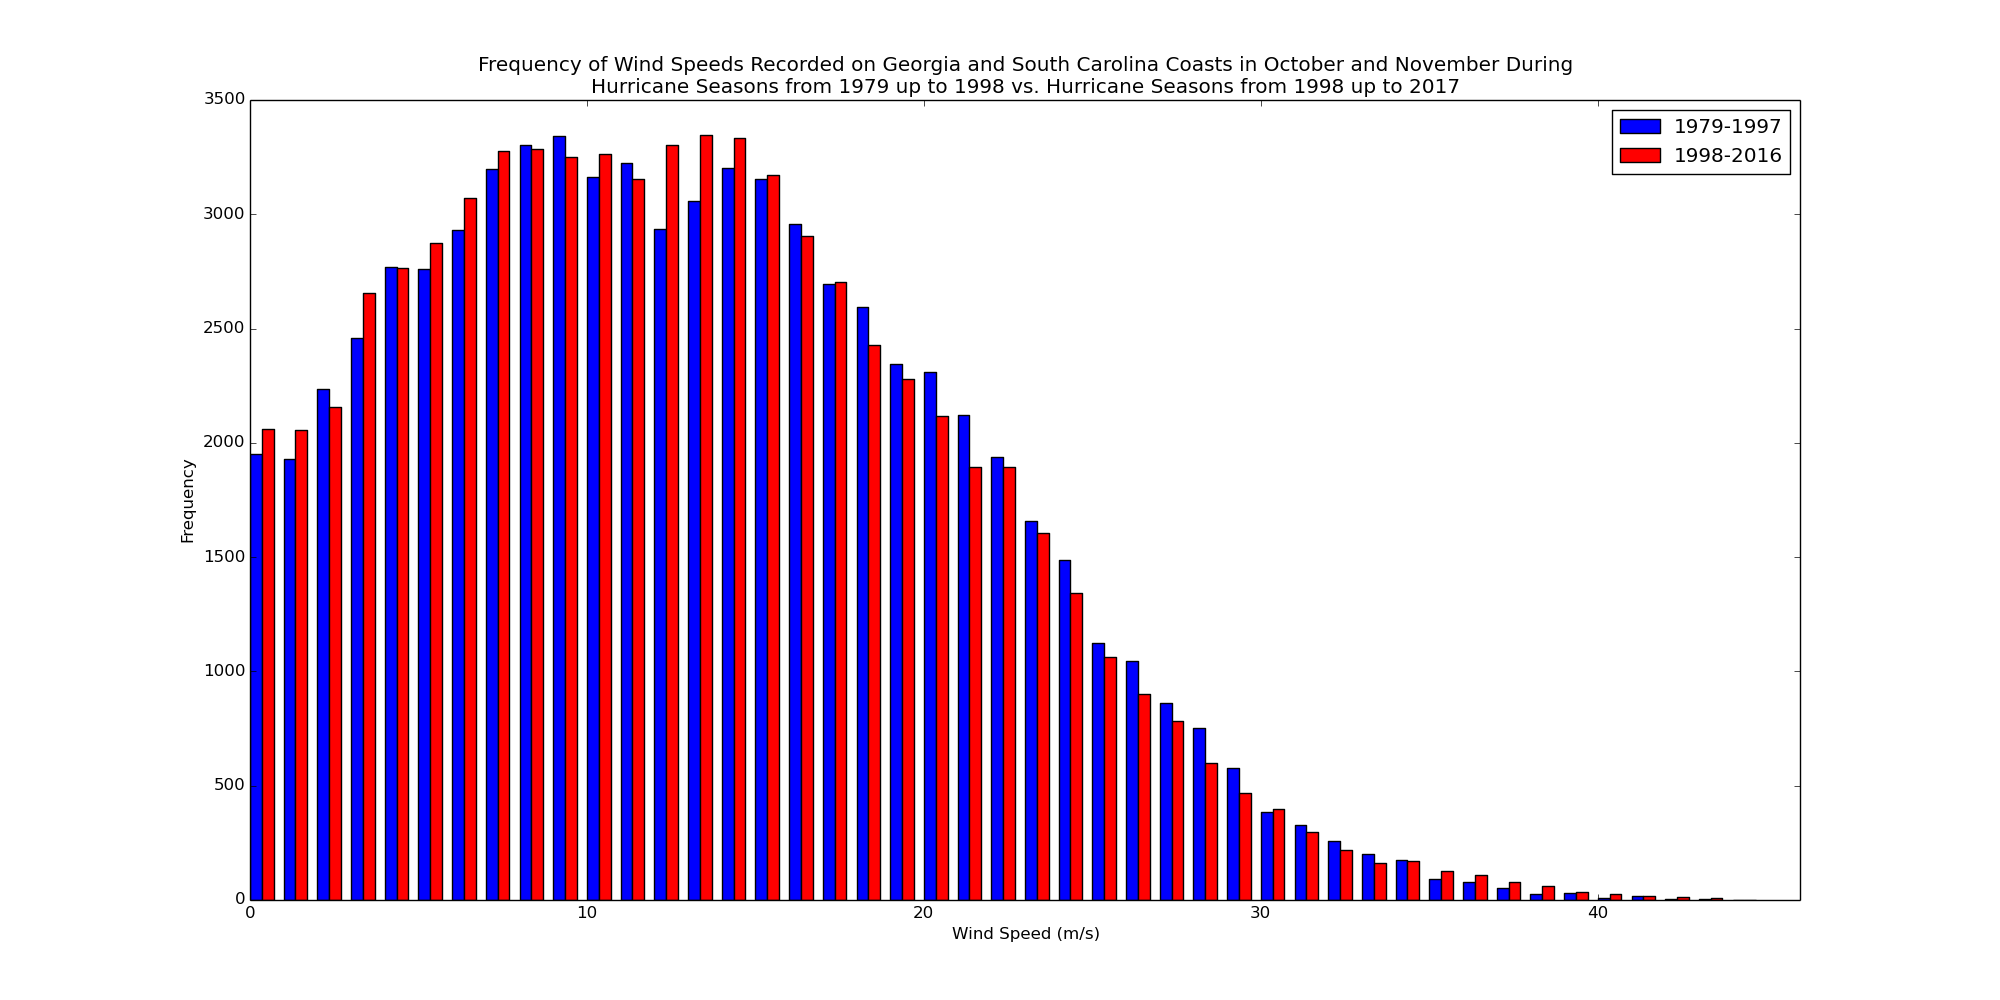 Frequency of Wind Speeds Recorded on Georgia and South Carolina Coasts in October and November During
Hurricane Seasons from 1979 up to 1998 vs. Hurricane Seasons from 1998 up to 2017
3500
3000
2500
2000
1500
1000
500
0
Frequency
1979-1997
1998-2016
0 10 20 30 40
Wind Speed (m/s)